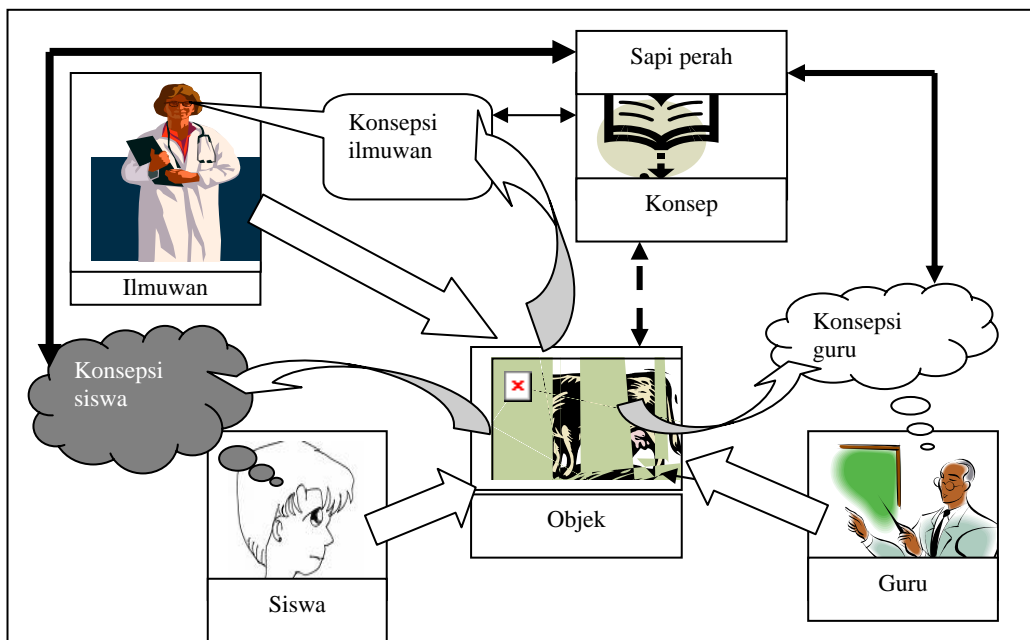 Sapi perah
Konsepsi
ilmuwan
Konsep
Ilmuwan
Konsepsi
guru
Konsepsi
siswa
Objek
Siswa
Guru